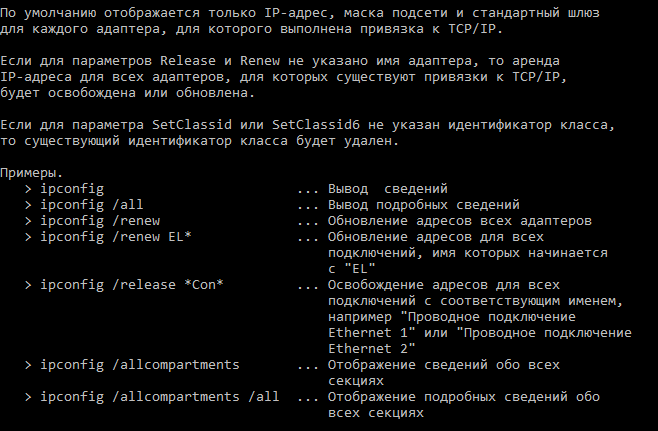 По умолчанию отображается только IP-адрес, маска подсети и стандартный шлюз
для каждого адаптера, для которого выполнена привязка к TCP/IP.
Если для параметров Release и Renew не указано имя адаптера, то аренда
IP-адреса для всех адаптеров, для которых существуют привязки к TCP/IP,
будет освобождена или обновлена.
Если для параметра SetClassid или SetClassid6 не указан идентификатор класса,
то существующий идентификатор класса будет удален.
Примеры.
> ipconfig ... Вывод  сведений
> ipconfig /all ... Вывод подробных сведений
> ipconfig /renew ... Обновление адресов всех адаптеров
> ipconfig /renew EL* ... Обновление адресов для всех
подключений, имя которых начинается
с "EL"
> ipconfig /release *Con* ... Освобождение адресов для всех
подключений с соответствующим именем,
например "Проводное подключение
Ethernet 1" или "Проводное подключение
Ethernet 2"
> ipconfig /allcompartments ... Отображение сведений обо всех
секциях
> ipconfig /allcompartments /all ... Отображение подробных сведений обо
всех секциях